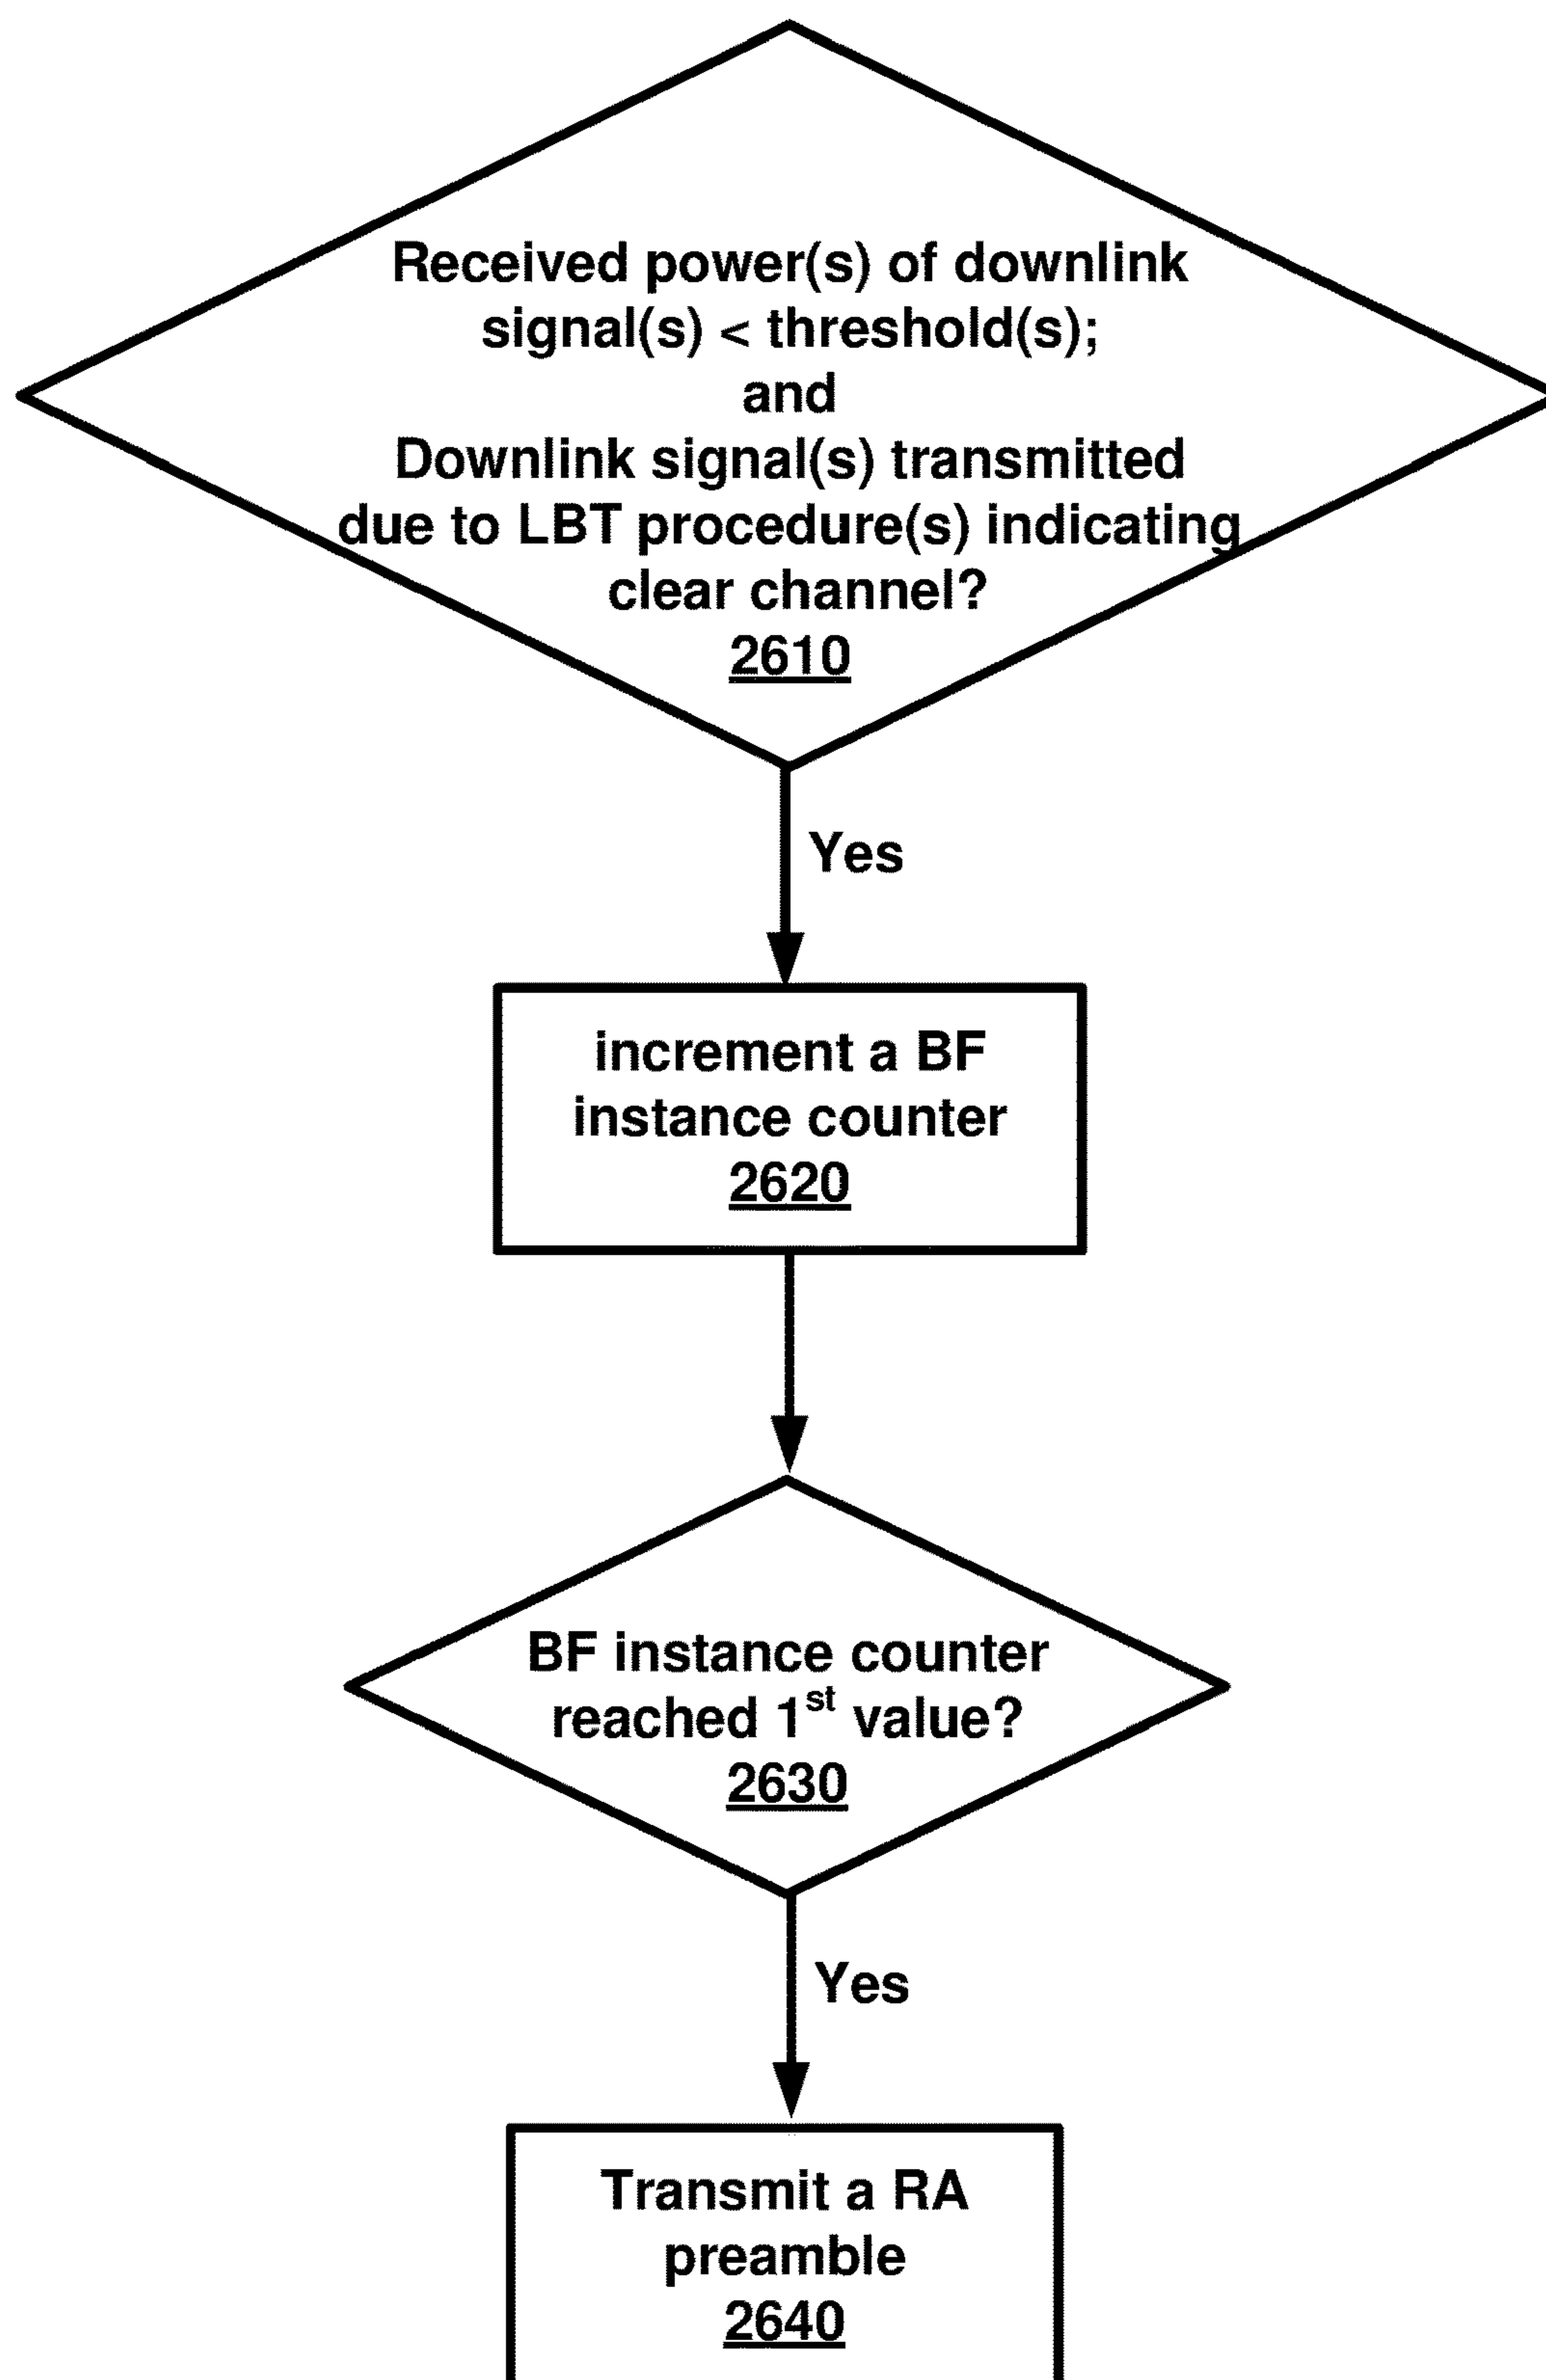 Received power(s) of downlink
signal(s) < threshold(s);
and
Downlink signal(s) transmitted
due to LBT procedure(s) indicating
clear channel?
2610
Yes
increment a BF
instance counter
2620
BF instance counter
reached 1st value?
2630
Yes
Transmit a RA
preamble
2640